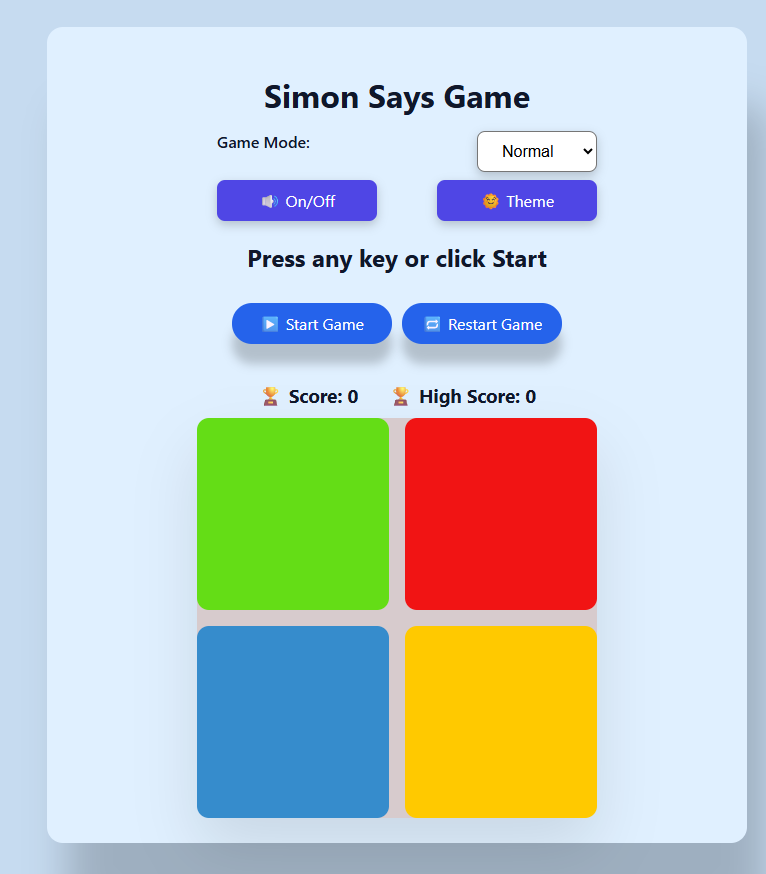 Simon Says Game
Game Mode: Normal
🔊 On/Off 🌞 Theme
Press any key or click Start
▶️ Start Game 🔁 Restart Game
🏆 Score: 0 🏆 High Score: 0